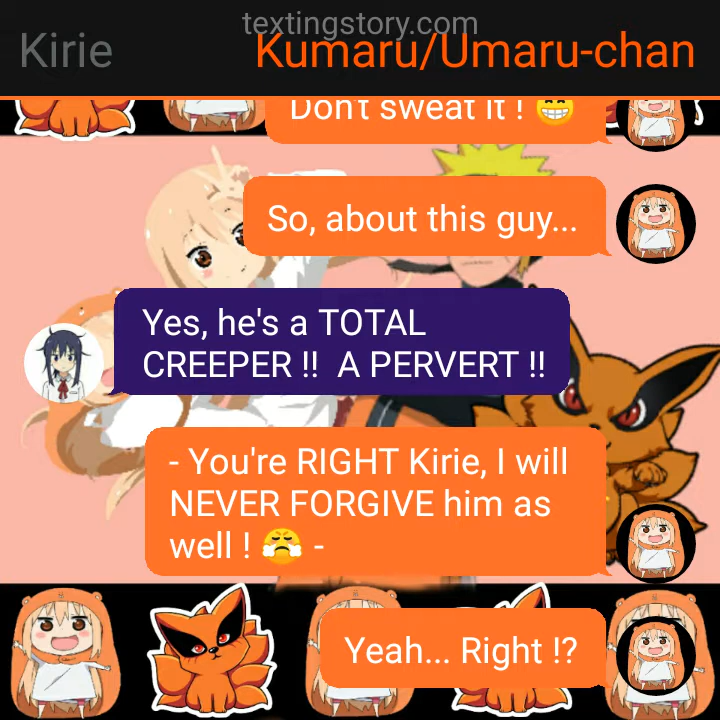 textingstory.com
Kirie
Kumaru/Umaru-chan
Don't sweat it ! 😁
So, about this guy...
Yes, he's a TOTAL
CREEPER !!  A PERVERT !!
- You're RIGHT Kirie, I will
NEVER FORGIVE him as
well ! 😤 -
Yeah... Right !?